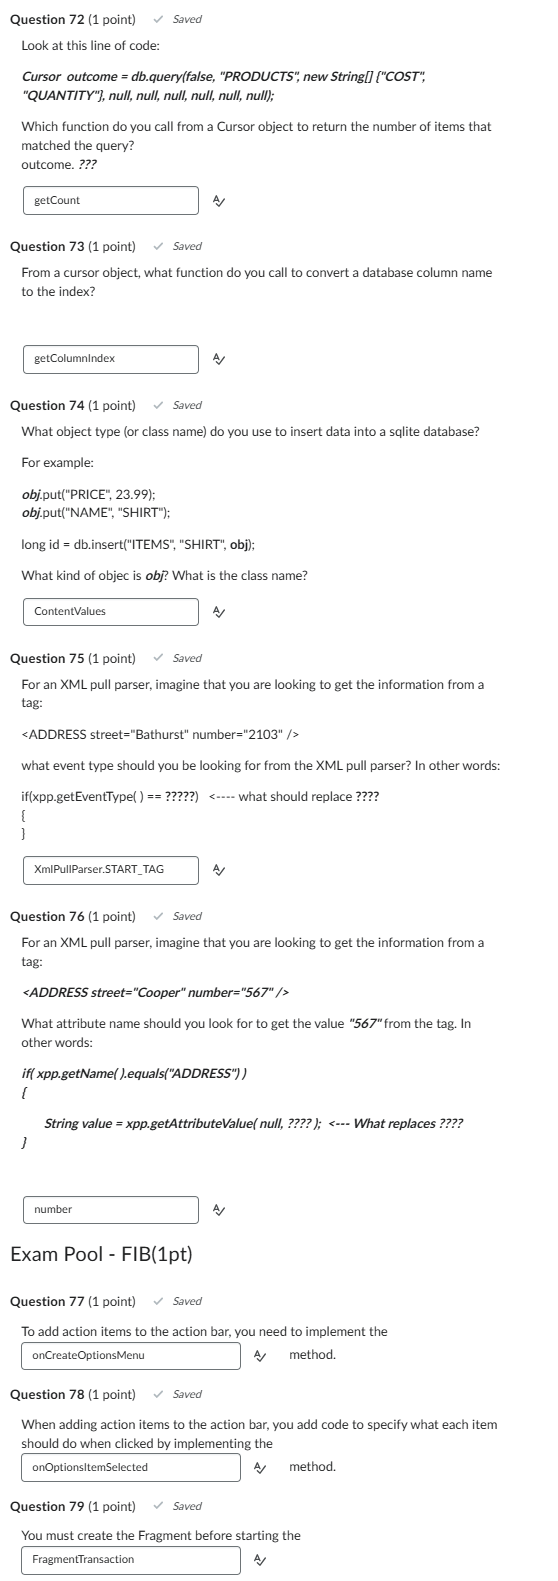 Question 72 (1 point) ✓ Saved
Look at this line of code:
Cursor outcome = db.query(false, "PRODUCTS", new String[] {"COST",
"QUANTITY"}, null, null, null, null, null, null);
Which function do you call from a Cursor object to return the number of items that
matched the query?
outcome. ???
getCount
Question 73 (1 point) ✓ Saved
From a cursor object, what function do you call to convert a database column name
to the index?
getColumnIndex
Question 74 (1 point) ✓ Saved
What object type (or class name) do you use to insert data into a sqlite database?
For example:
obj.put("PRICE", 23.99);
obj.put("NAME", "SHIRT");
long id = db.insert("ITEMS", "SHIRT", obj);
What kind of objec is obj? What is the class name?
ContentValues
Question 75 (1 point) ✓ Saved
For an XML pull parser, imagine that you are looking to get the information from a
tag:
<ADDRESS street="Bathurst" number="2103" />
what event type should you be looking for from the XML pull parser? In other words:
if(xpp.getEventType( ) == ?????) <---- what should replace ????
{
}
XmlPullParser.START_TAG
Question 76 (1 point) ✓ Saved
For an XML pull parser, imagine that you are looking to get the information from a
tag:
<ADDRESS street="Cooper" number="567" />
What attribute name should you look for to get the value "567" from the tag. In
other words:
if( xpp.getName( ).equals("ADDRESS") )
{
String value = xpp.getAttributeValue( null, ???? ); <--- What replaces ????
}
number
Exam Pool - FIB(1pt)
Question 77 (1 point) ✓ Saved
To add action items to the action bar, you need to implement the
onCreateOptionsMenu method.
Question 78 (1 point) ✓ Saved
When adding action items to the action bar, you add code to specify what each item
should do when clicked by implementing the
onOptionsItemSelected method.
Question 79 (1 point) ✓ Saved
You must create the Fragment before starting the
FragmentTransaction